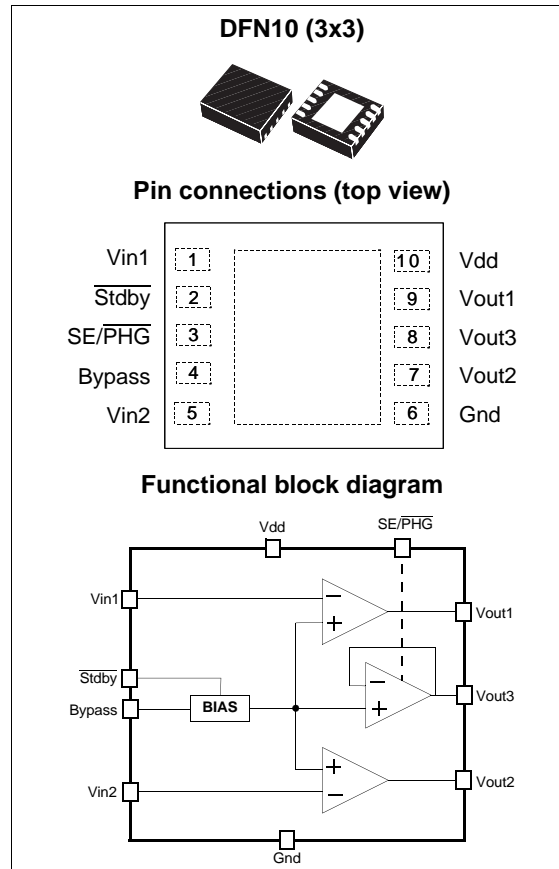 DFN10 (3x3)
Pin connections (top view)
Vin1 1 10 Vdd
Stdby 2 9 Vout1
SE/PHG 3 8 Vout3
Bypass 4 7 Vout2
Vin2 5 6 Gnd
Functional block diagram
Vdd SE/PHG
Vin1 − Vout1
+
Stdby −
Bypass BIAS + Vout3
+
Vin2 − Vout2
Gnd